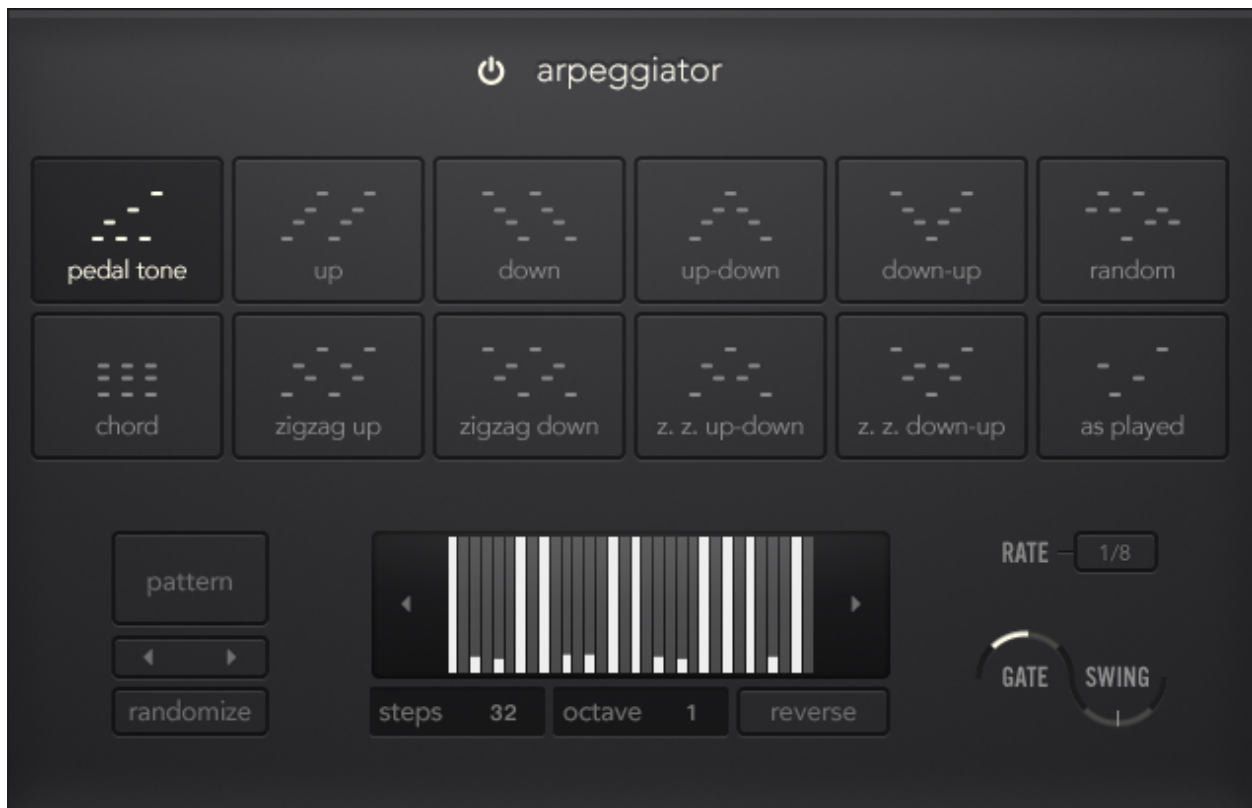 arpeggiator
pedal tone up down up-down down-up random
chord zigzag up zigzag down z. z. up-down z. z. down-up as played
pattern
RATE 1/8
GATE SWING
randomize
steps 32 octave 1 reverse